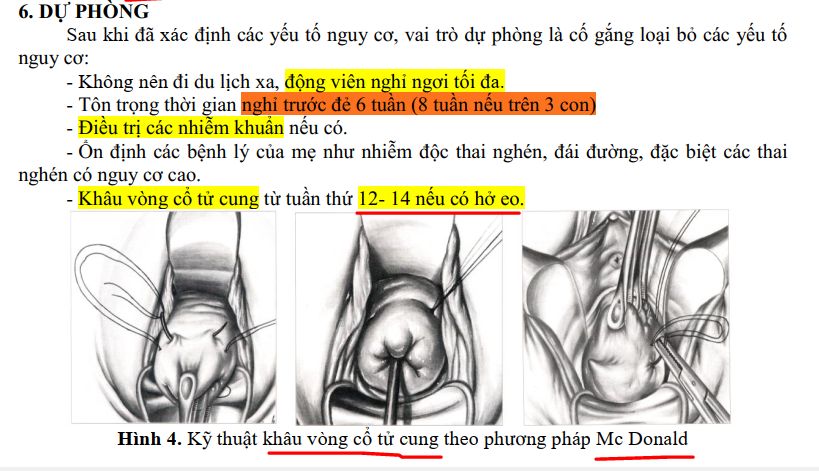 6. DỰ PHÒNG
Sau khi đã xác định các yếu tố nguy cơ, vai trò dự phòng là cố gắng loại bỏ các yếu tố
nguy cơ:
- Không nên đi du lịch xa, động viên nghỉ ngơi tối đa.
- Tôn trọng thời gian nghỉ trước đẻ 6 tuần (8 tuần nếu trên 3 con)
- Điều trị các nhiễm khuẩn nếu có.
- Ổn định các bệnh lý của mẹ như nhiễm độc thai nghén, đái đường, đặc biệt các thai
nghén có nguy cơ cao.
- Khâu vòng cổ tử cung từ tuần thứ 12- 14 nếu có hở eo.
Hình 4. Kỹ thuật khâu vòng cổ tử cung theo phương pháp Mc Donald